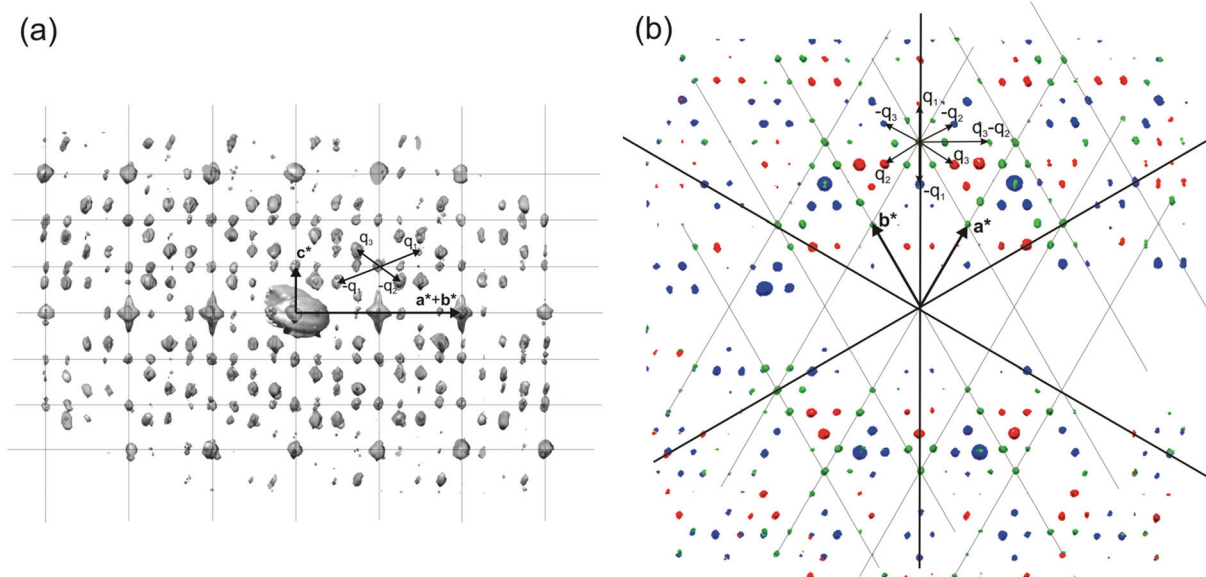 (a)
(b)
c*
q₃
q₁
-q₁
-q₂
a*+b*
q₁
-q₃
-q₂
q₃-q₂
q₂
q₃
-q₁
b*
a*